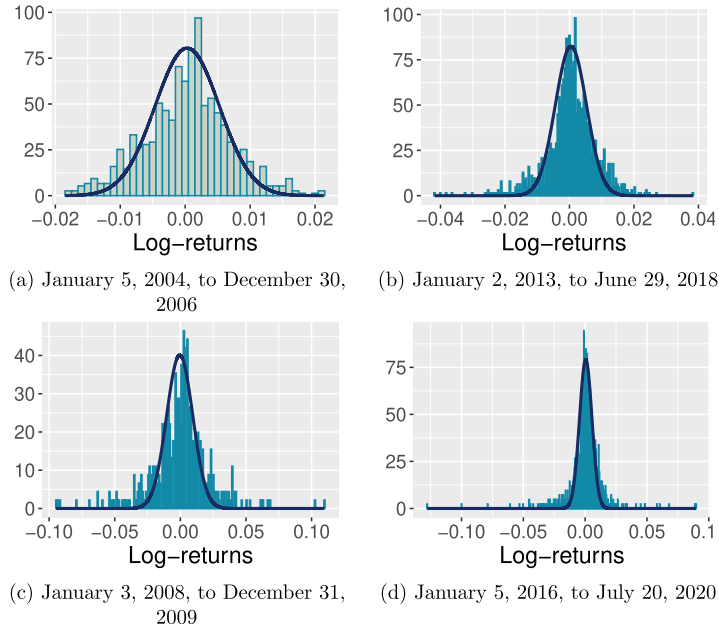 100
75
50
25
0
−0.02 −0.01 0.00 0.01 0.02
Log−returns
(a) January 5, 2004, to December 30,
2006
75
50
25
0
−0.04 −0.02 0.00 0.02 0.04
Log−returns
(b) January 2, 2013, to June 29, 2018
40
30
20
10
0
−0.10 −0.05 0.00 0.05 0.10
Log−returns
(c) January 3, 2008, to December 31,
2009
75
50
25
0
−0.10 −0.05 0.00 0.05 0.1
Log−returns
(d) January 5, 2016, to July 20, 2020